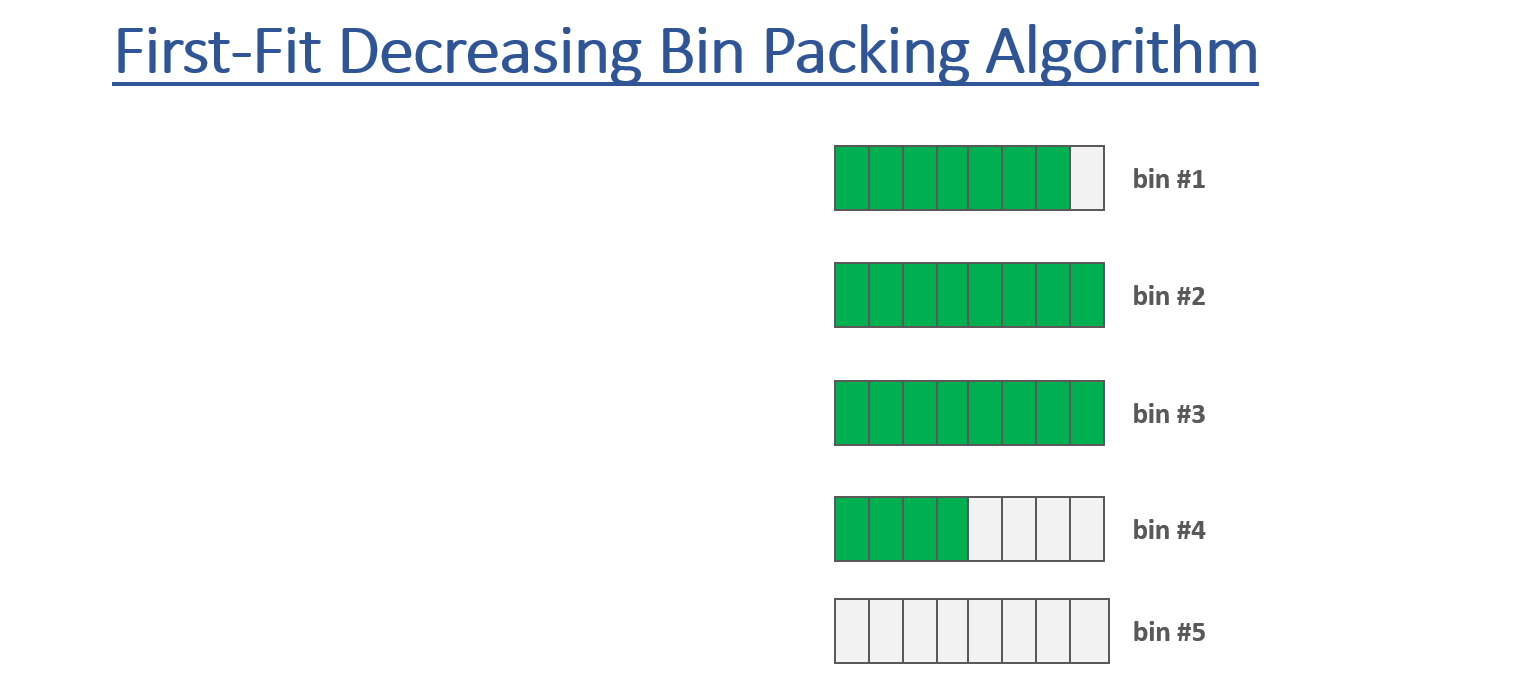 First-Fit Decreasing Bin Packing Algorithm
bin #1
bin #2
bin #3
bin #4
bin #5